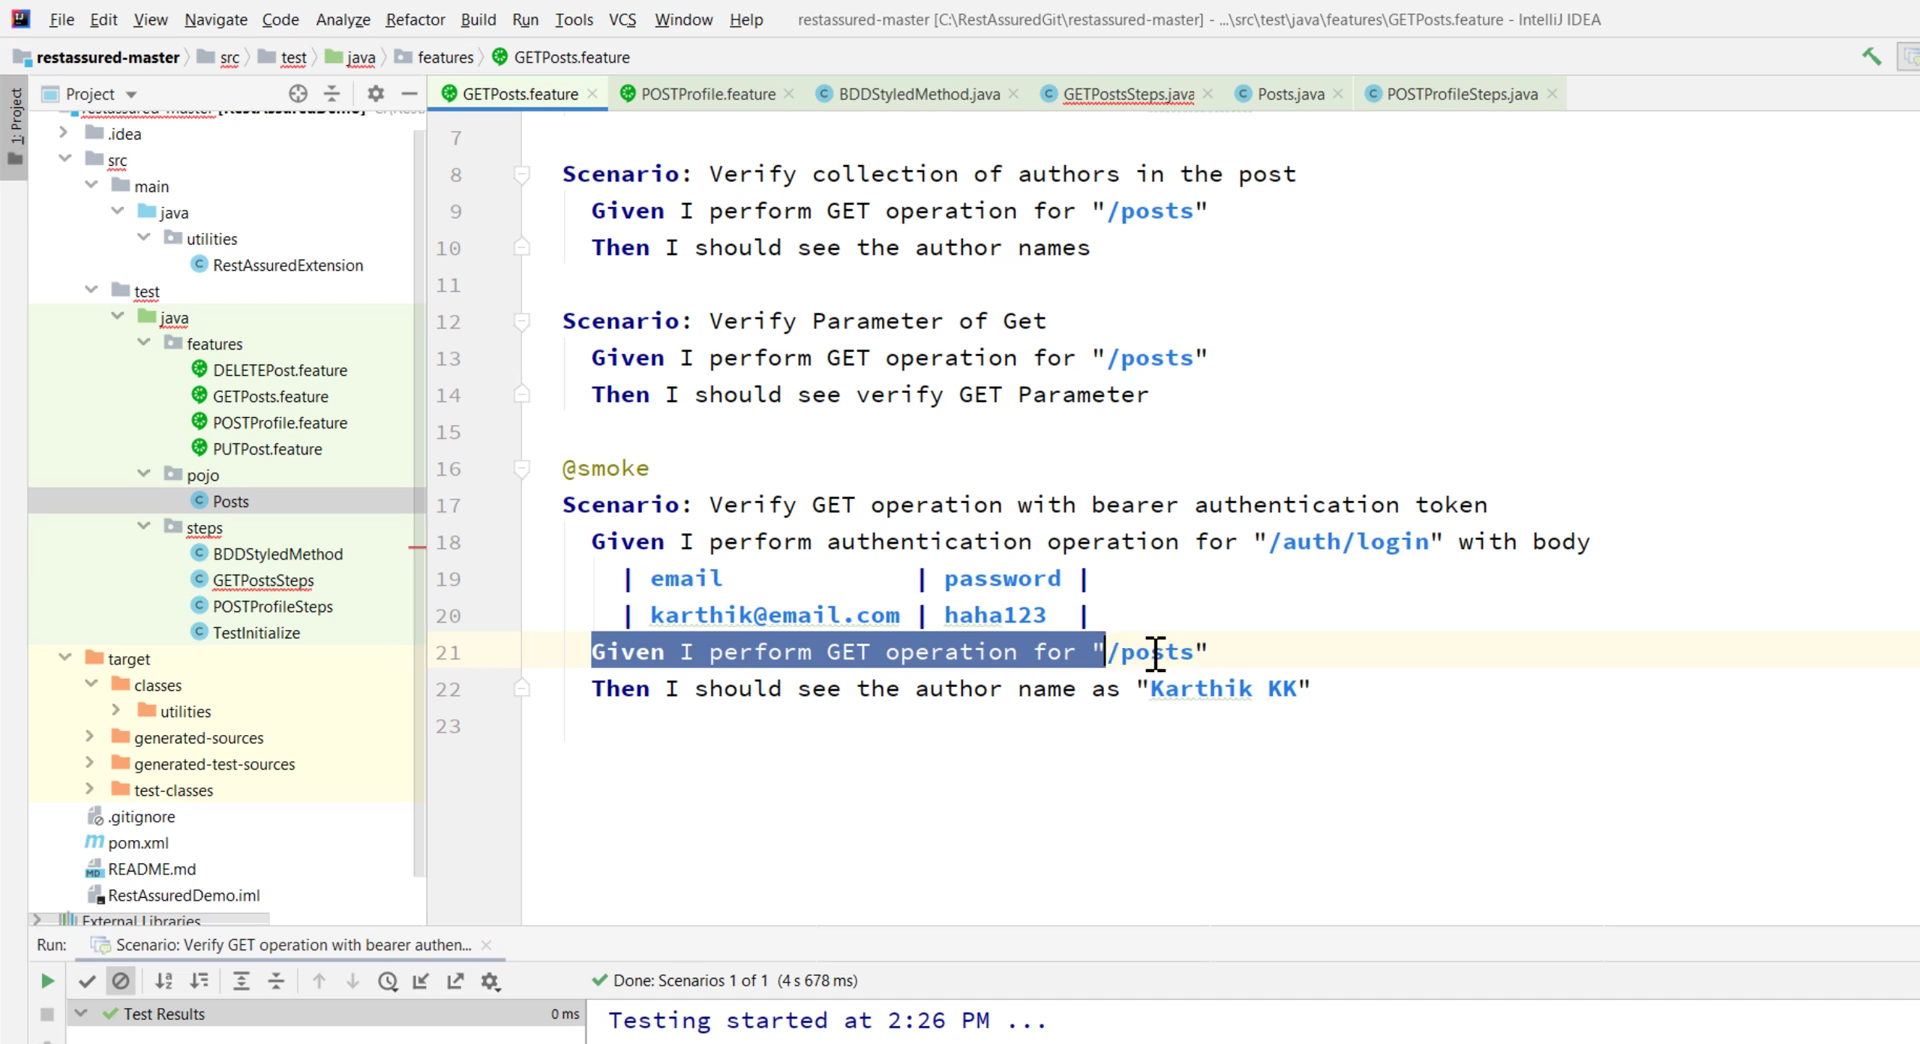 File Edit View Navigate Code Analyze Refactor Build Run Tools VCS Window Help restassured-master [C:\RestAssuredGit\restassured-master] - ...\src\test\java\features\GETPosts.feature - IntelliJ IDEA
restassured-master src test java features GETPosts.feature
1: Project
Project
GETPosts.feature POSTProfile.feature BDDStyledMethod.java GETPostsSteps.java Posts.java POSTProfileSteps.java
.idea
src
main
java
utilities
RestAssuredExtension
test
java
features
DELETEPost.feature
GETPosts.feature
POSTProfile.feature
PUTPost.feature
pojo
Posts
steps
BDDStyledMethod
GETPostsSteps
POSTProfileSteps
TestInitialize
target
classes
utilities
generated-sources
generated-test-sources
test-classes
.gitignore
pom.xml
README.md
RestAssuredDemo.iml
External Libraries
7
8 Scenario: Verify collection of authors in the post
9 Given I perform GET operation for "/posts"
10 Then I should see the author names
11
12 Scenario: Verify Parameter of Get
13 Given I perform GET operation for "/posts"
14 Then I should see verify GET Parameter
15
16 @smoke
17 Scenario: Verify GET operation with bearer authentication token
18 Given I perform authentication operation for "/auth/login" with body
19 | email | password |
20 | karthik@email.com | haha123 |
21 Given I perform GET operation for "/posts"
22 Then I should see the author name as "Karthik KK"
23
Run: Scenario: Verify GET operation with bearer authen...
Done: Scenarios 1 of 1 (4 s 678 ms)
Test Results 0 ms
Testing started at 2:26 PM ...